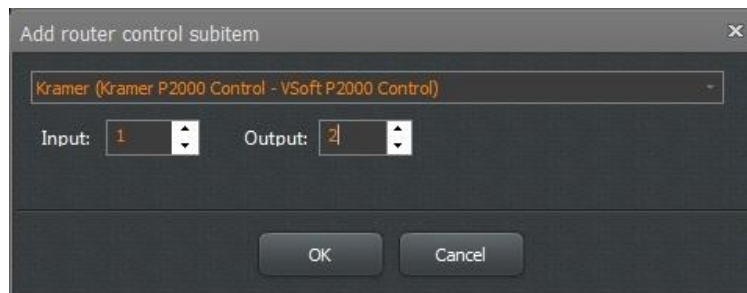 Add router control subitem
Kramer (Kramer P2000 Control - VSoft P2000 Control)
Input: 1 Output: 2
OK Cancel